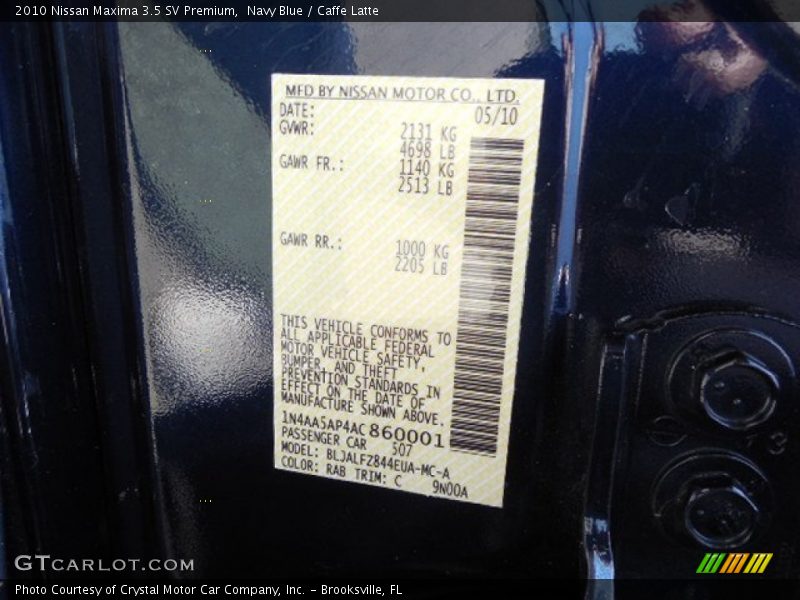 2010 Nissan Maxima 3.5 SV Premium, Navy Blue / Caffe Latte
MFD BY NISSAN MOTOR CO., LTD.
DATE: 05/10
GVWR: 2131 KG
4698 LB
GAWR FR.: 1140 KG
2513 LB
GAWR RR.: 1000 KG
2205 LB
THIS VEHICLE CONFORMS TO
ALL APPLICABLE FEDERAL
MOTOR VEHICLE SAFETY,
BUMPER, AND THEFT
PREVENTION STANDARDS IN
EFFECT ON THE DATE OF
MANUFACTURE SHOWN ABOVE.
1N4AA5AP4AC860001
PASSENGER CAR 507
MODEL: BLJALF2844EUA-MC-A
COLOR: RAB TRIM: C 9N00A
GTCARLOT.COM
Photo Courtesy of Crystal Motor Car Company, Inc. - Brooksville, FL